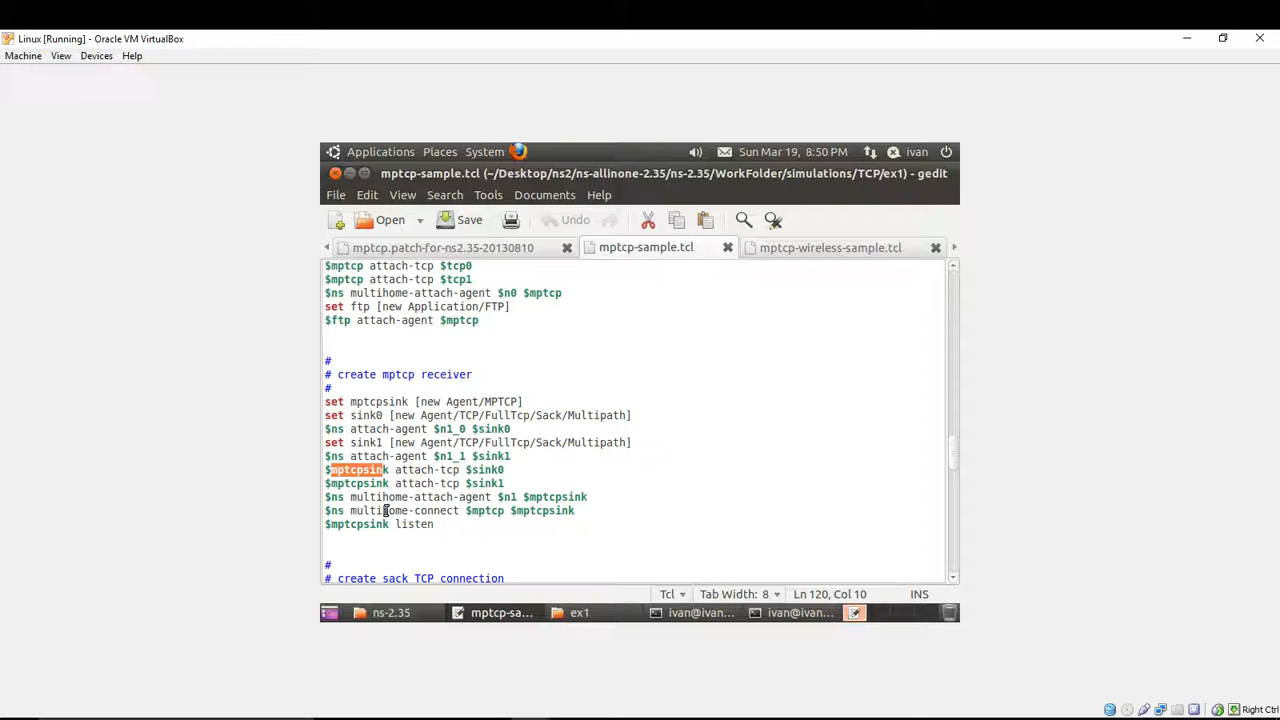 Linux [Running] - Oracle VM VirtualBox
Machine View Devices Help
Applications Places System Sun Mar 19, 8:50 PM ivan
mptcp-sample.tcl (~/Desktop/ns2/ns-allinone-2.35/ns-2.35/WorkFolder/simulations/TCP/ex1) - gedit
File Edit View Search Tools Documents Help
Open Save Undo
mptcp.patch-for-ns2.35-20130810 mptcp-sample.tcl mptcp-wireless-sample.tcl
$mptcp attach-tcp $tcp0
$mptcp attach-tcp $tcp1
$ns multihome-attach-agent $n0 $mptcp
set ftp [new Application/FTP]
$ftp attach-agent $mptcp
#
# create mptcp receiver
#
set mptcpsink [new Agent/MPTCP]
set sink0 [new Agent/TCP/FullTcp/Sack/Multipath]
$ns attach-agent $n1_0 $sink0
set sink1 [new Agent/TCP/FullTcp/Sack/Multipath]
$ns attach-agent $n1_1 $sink1
$mptcpsink attach-tcp $sink0
$mptcpsink attach-tcp $sink1
$ns multihome-attach-agent $n1 $mptcpsink
$ns multihome-connect $mptcp $mptcpsink
$mptcpsink listen
#
# create sack TCP connection
Tcl Tab Width: 8 Ln 120, Col 10 INS
ns-2.35 mptcp-sa... ex1 ivan@ivan... ivan@ivan...
Right Ctrl